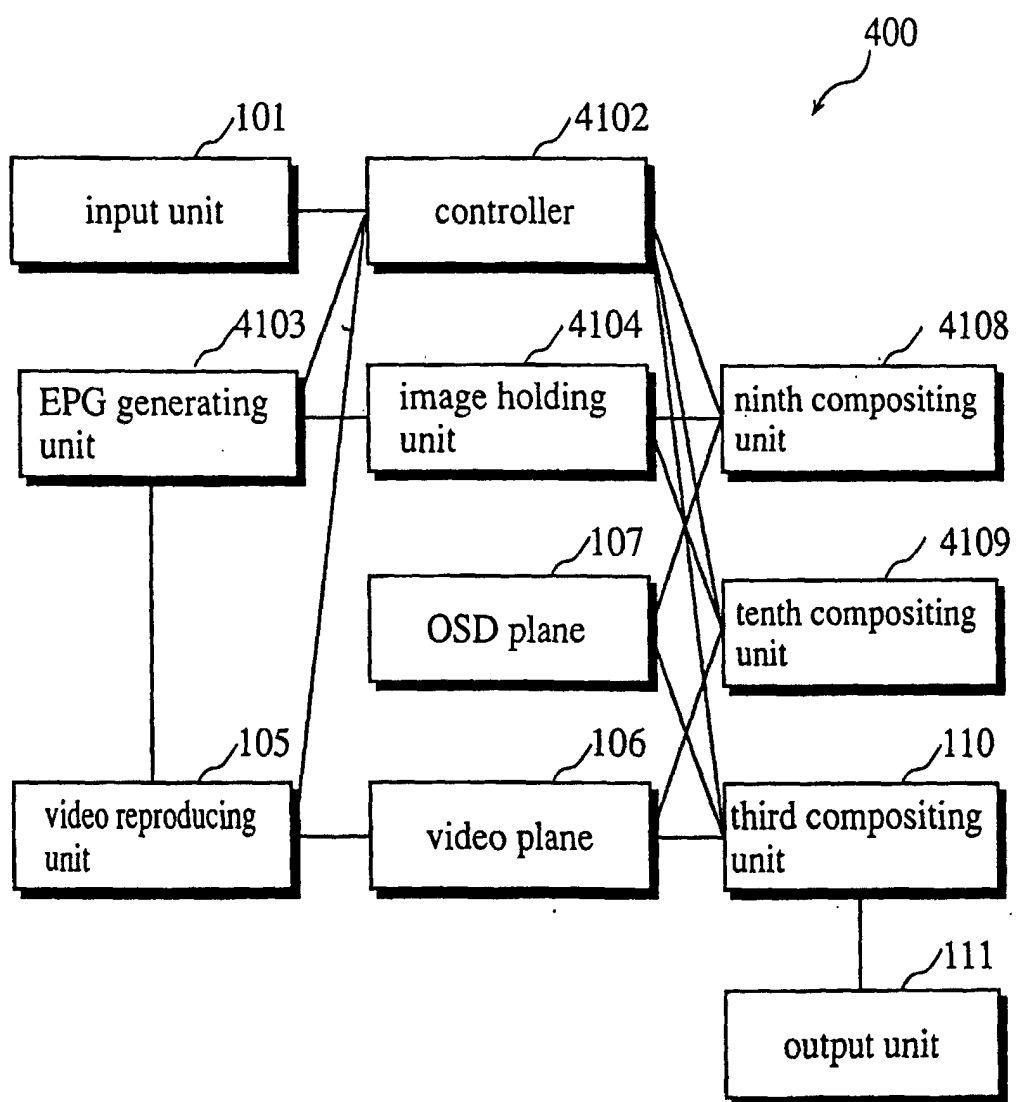 400
101
input unit
4102
controller
4103
EPG generating
unit
4104
image holding
unit
4108
ninth compositing
unit
107
OSD plane
4109
tenth compositing
unit
105
video reproducing
unit
106
video plane
110
third compositing
unit
111
output unit